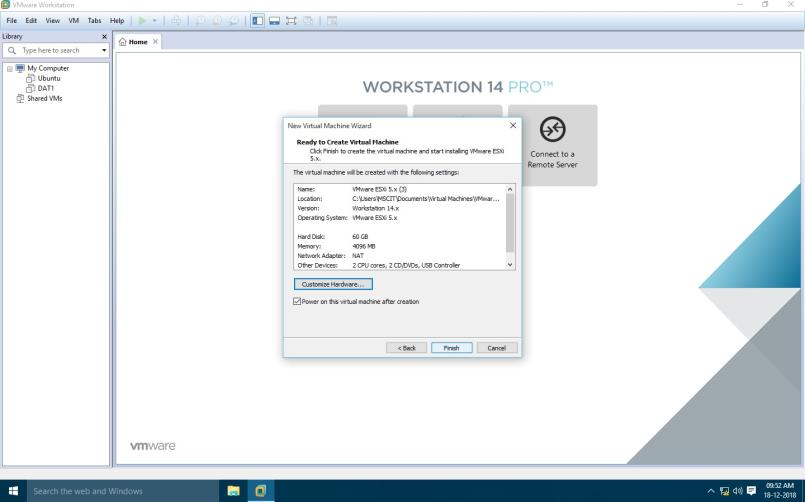 VMware Workstation
File Edit View VM Tabs Help
Library
Type here to search
My Computer
Ubuntu
DAT1
Shared VMs
Home
WORKSTATION 14 PRO™
Connect to a
Remote Server
New Virtual Machine Wizard
Ready to Create Virtual Machine
Click Finish to create the virtual machine and start installing VMware ESXi
5.x.
The virtual machine will be created with the following settings:
Name: VMware ESXi 5.x (3)
Location: C:\Users\MSCIT\Documents\Virtual Machines\VMwar...
Version: Workstation 14.x
Operating System: VMware ESXi 5.x
Hard Disk: 60 GB
Memory: 4096 MB
Network Adapter: NAT
Other Devices: 2 CPU cores, 2 CD/DVDs, USB Controller
Customize Hardware...
Power on this virtual machine after creation
< Back Finish Cancel
vmware
Search the web and Windows
09:52 AM
18-12-2018